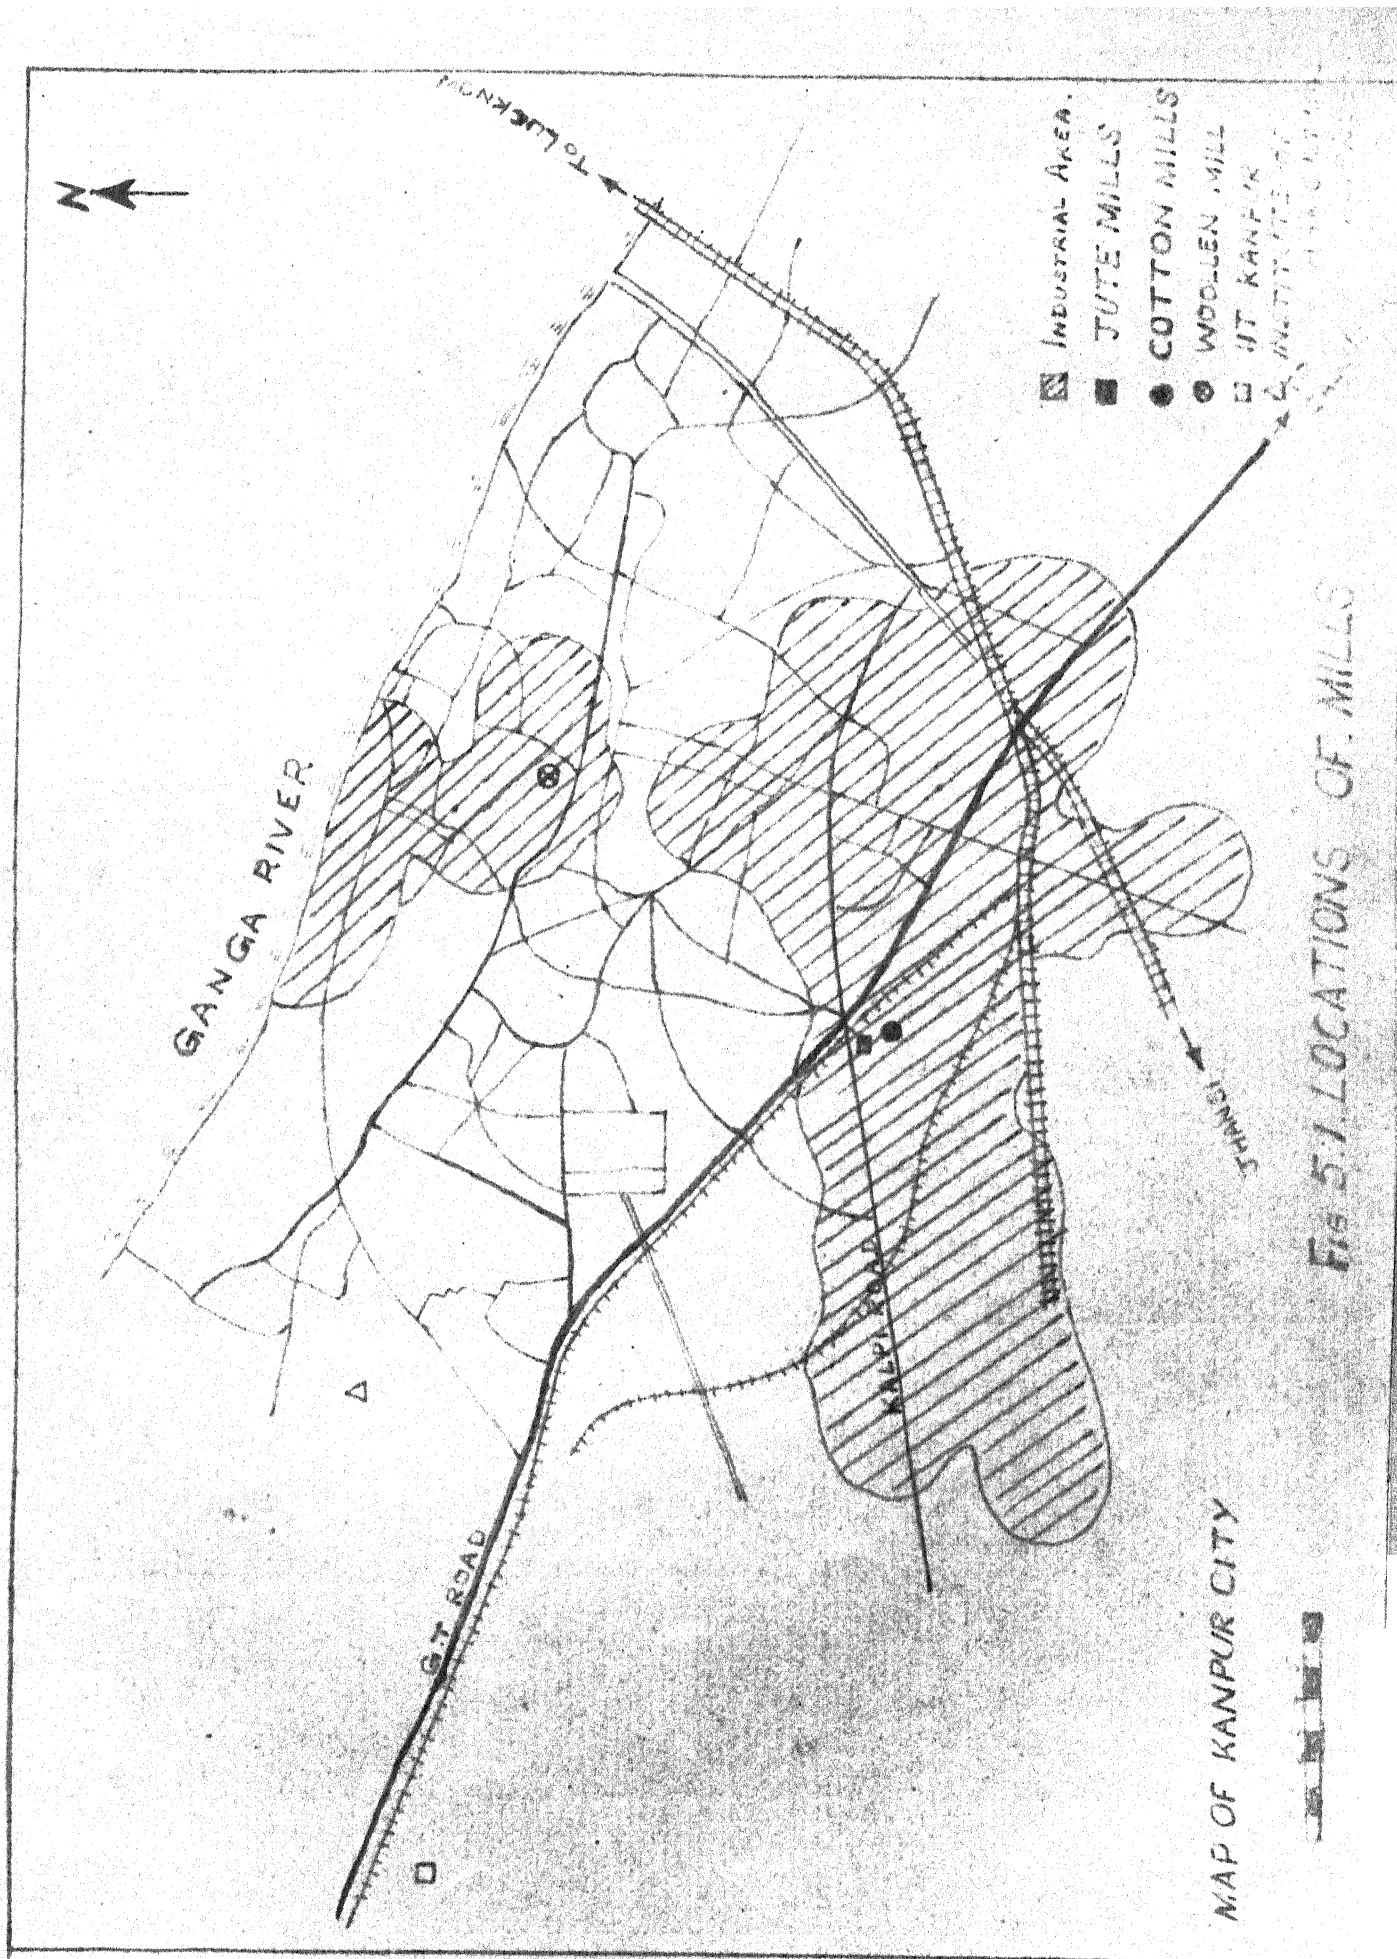 N
TO LUCKNOW
GANGA RIVER
G.T ROAD
KALPI ROAD
JHANSI
INDUSTRIAL AREA.
JUTE MILLS
COTTON MILLS
WOOLLEN MILL
IIT KANPUR
MAP OF KANPUR CITY
FIG 5.1. LOCATIONS OF MILLS